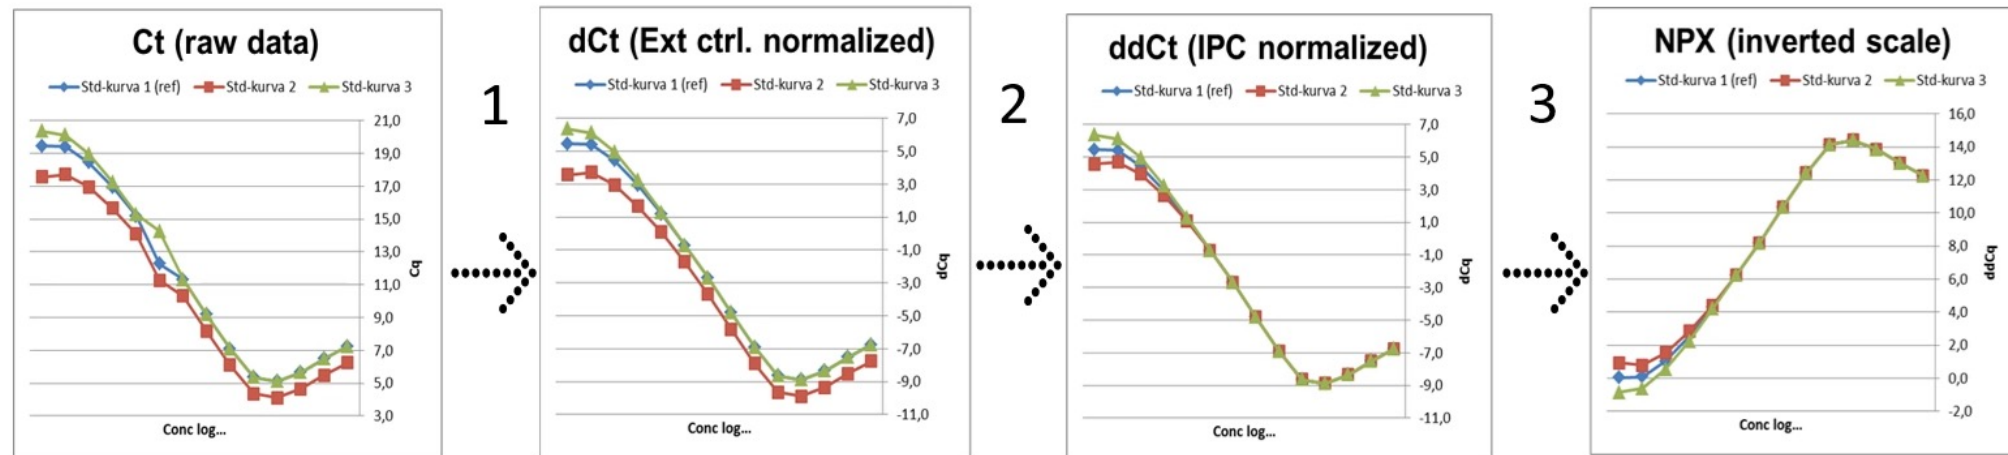 Ct (raw data)
Std-kurva 1 (ref) Std-kurva 2 Std-kurva 3
21,0
19,0
17,0
15,0
13,0
11,0
9,0
7,0
5,0
3,0
Cq
Conc log...
1
dCt (Ext ctrl. normalized)
Std-kurva 1 (ref) Std-kurva 2 Std-kurva 3
7,0
5,0
3,0
1,0
-1,0
-3,0
-5,0
-7,0
-9,0
-11,0
dCq
Conc log...
2
ddCt (IPC normalized)
Std-kurva 1 (ref) Std-kurva 2 Std-kurva 3
7,0
5,0
3,0
1,0
-1,0
-3,0
-5,0
-7,0
-9,0
-11,0
dCq
Conc log...
3
NPX (inverted scale)
Std-kurva 1 (ref) Std-kurva 2 Std-kurva 3
16,0
14,0
12,0
10,0
8,0
6,0
4,0
2,0
0,0
-2,0
ddCq
Conc log...